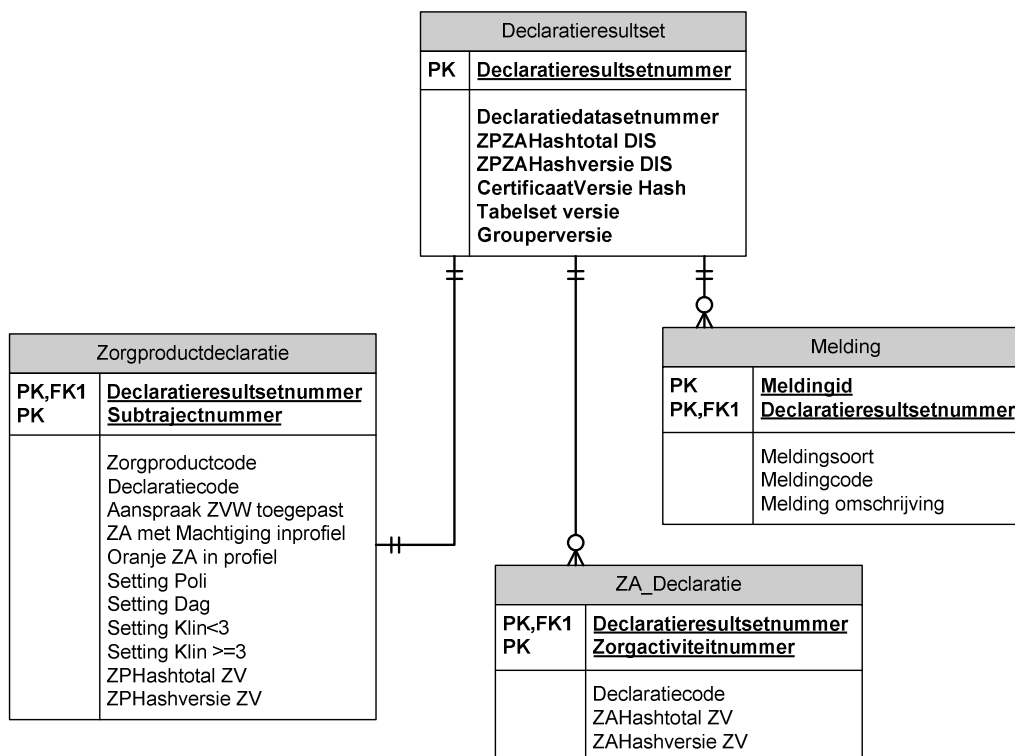 Declaratieresultset
PK Declaratieresultsetnummer
Declaratiedatasetnummer
ZPZAHashtotal DIS
ZPZAHashversie DIS
CertificaatVersie Hash
Tabelset versie
Grouperversie
Zorgproductdeclaratie
PK,FK1 Declaratieresultsetnummer
PK Subtrajectnummer
Zorgproductcode
Declaratiecode
Aanspraak ZVW toegepast
ZA met Machtiging inprofiel
Oranje ZA in profiel
Setting Poli
Setting Dag
Setting Klin<3
Setting Klin >=3
ZPHashtotal ZV
ZPHashversie ZV
Melding
PK Meldingid
PK,FK1 Declaratieresultsetnummer
Meldingsoort
Meldingcode
Melding omschrijving
ZA_Declaratie
PK,FK1 Declaratieresultsetnummer
PK Zorgactiviteitnummer
Declaratiecode
ZAHashtotal ZV
ZAHashversie ZV